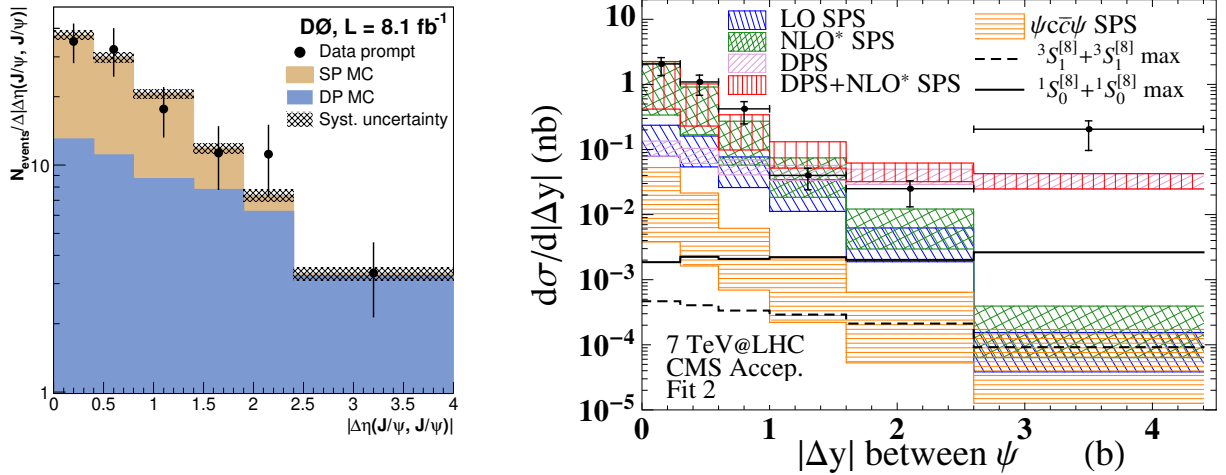 DØ, L = 8.1 fb⁻¹
Data prompt
SP MC
DP MC
Syst. uncertainty
N_events/Δ|Δη(J/ψ, J/ψ)|
10
1
0 0.5 1 1.5 2 2.5 3 3.5 4
|Δη(J/ψ, J/ψ)|
LO SPS
NLO* SPS
DPS
DPS+NLO* SPS
ψcc̅ψ SPS
³S₁^[8]+³S₁^[8] max
¹S₀^[8]+¹S₀^[8] max
dσ/d|Δy| (nb)
10
1
10⁻¹
10⁻²
10⁻³
10⁻⁴
10⁻⁵
7 TeV@LHC
CMS Accep.
Fit 2
0 1 2 3 4
|Δy| between ψ (b)